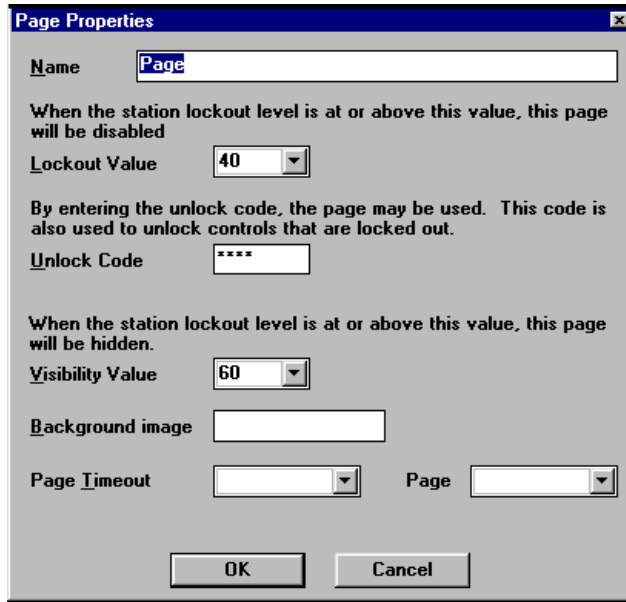 Page Properties
Name Page
When the station lockout level is at or above this value, this page
will be disabled
Lockout Value 40
By entering the unlock code, the page may be used. This code is
also used to unlock controls that are locked out.
Unlock Code ****
When the station lockout level is at or above this value, this page
will be hidden.
Visibility Value 60
Background image
Page Timeout Page
OK Cancel